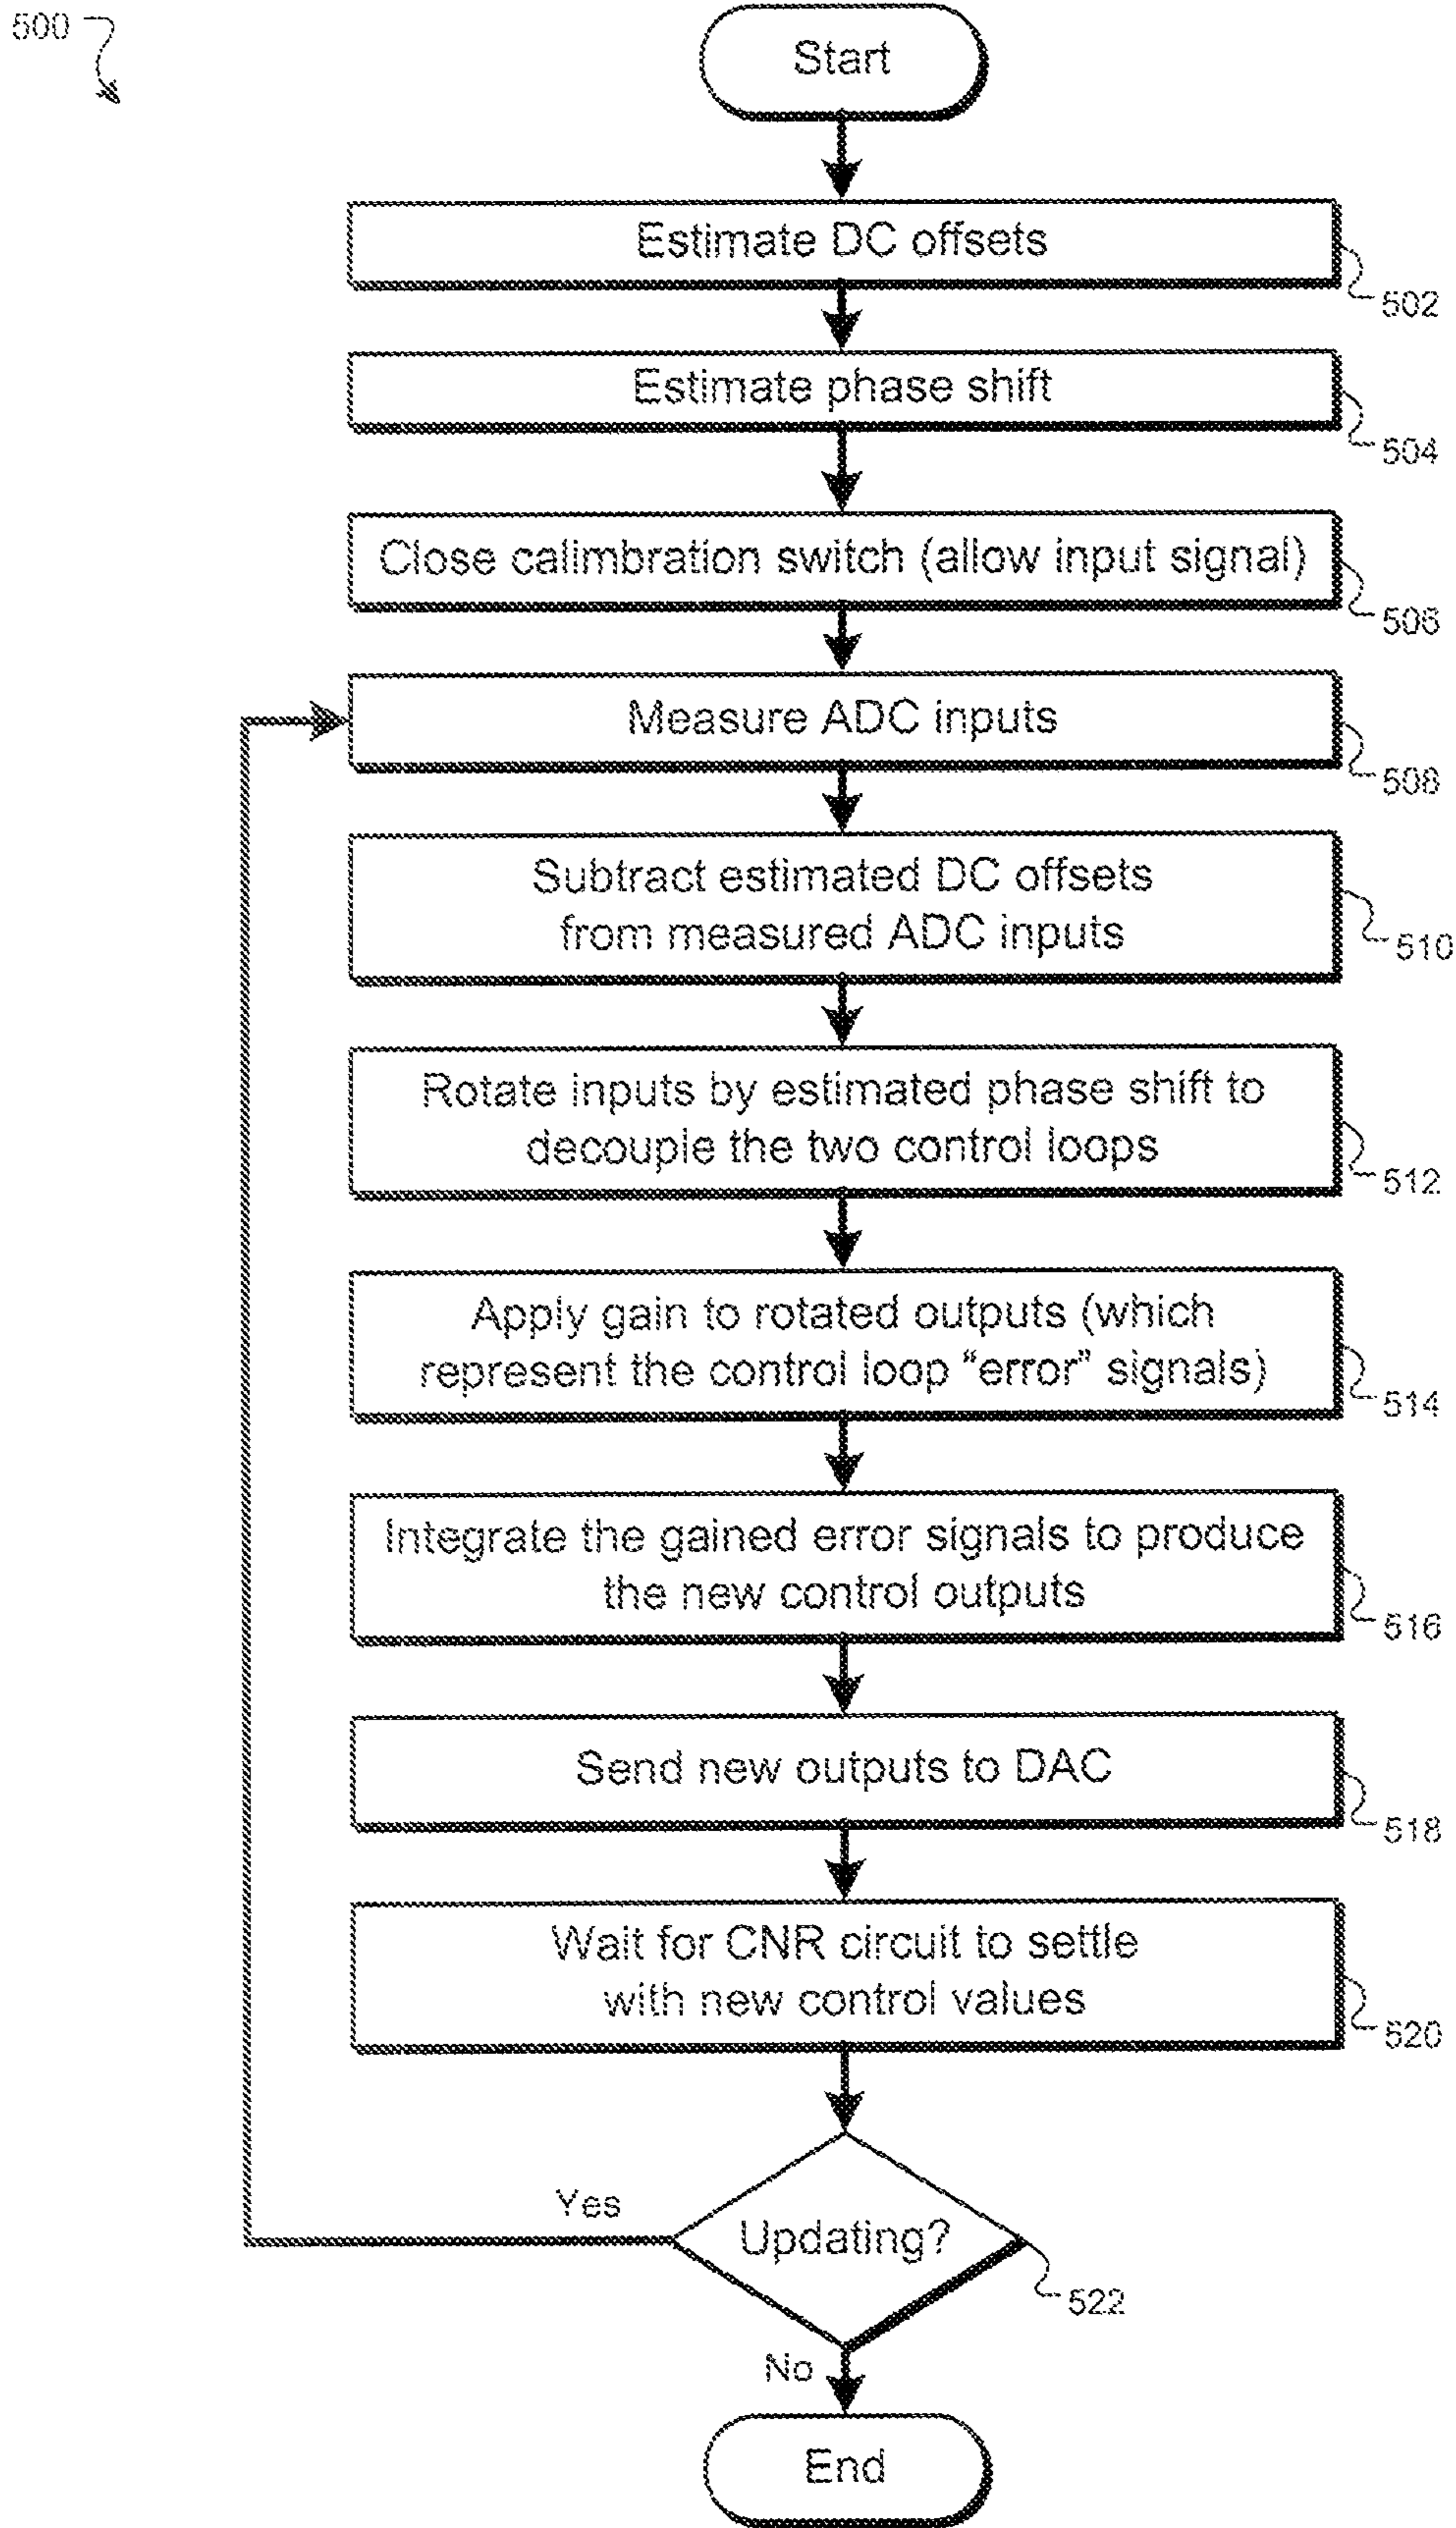 500
Start
Estimate DC offsets
502
Estimate phase shift
504
Close calimbration switch (allow input signal)
506
Measure ADC inputs
508
Subtract estimated DC offsets
from measured ADC inputs
510
Rotate inputs by estimated phase shift to
decouple the two control loops
512
Apply gain to rotated outputs (which
represent the control loop “error” signals)
514
Integrate the gained error signals to produce
the new control outputs
516
Send new outputs to DAC
518
Wait for CNR circuit to settle
with new control values
520
Yes
Updating?
522
No
End